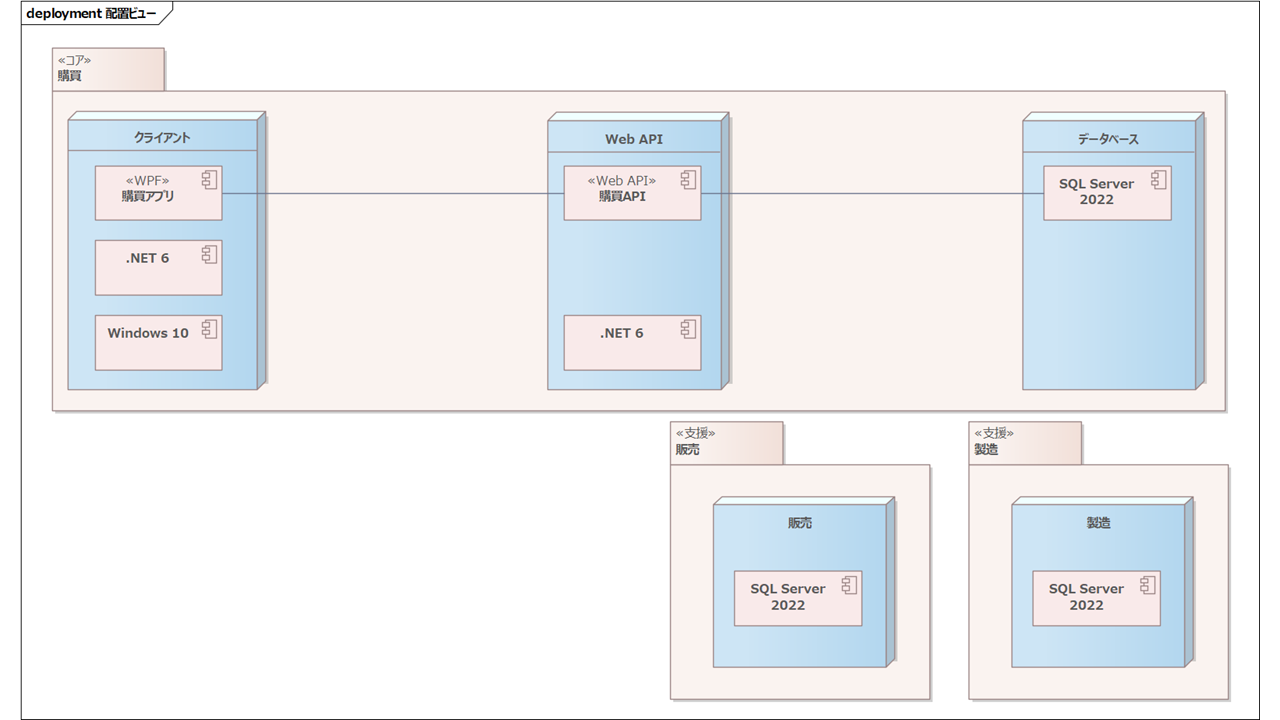 deployment 配置ビュー
«コア»
購買
クライアント
Web API
データベース
«WPF»
購買アプリ
«Web API»
購買API
SQL Server
2022
.NET 6
Windows 10
.NET 6
«支援»
販売
«支援»
製造
販売
製造
SQL Server
2022
SQL Server
2022